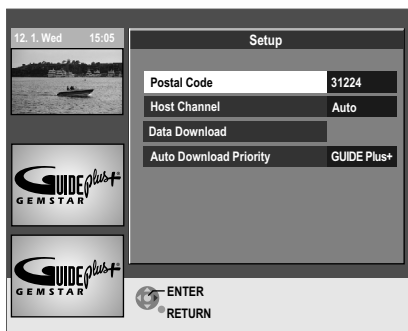 12. 1. Wed 15:05
Setup
Postal Code 31224
Host Channel Auto
Data Download
Auto Download Priority GUIDE Plus+
GUIDE Plus+®
GEMSTAR
GUIDE Plus+®
GEMSTAR
ENTER
RETURN